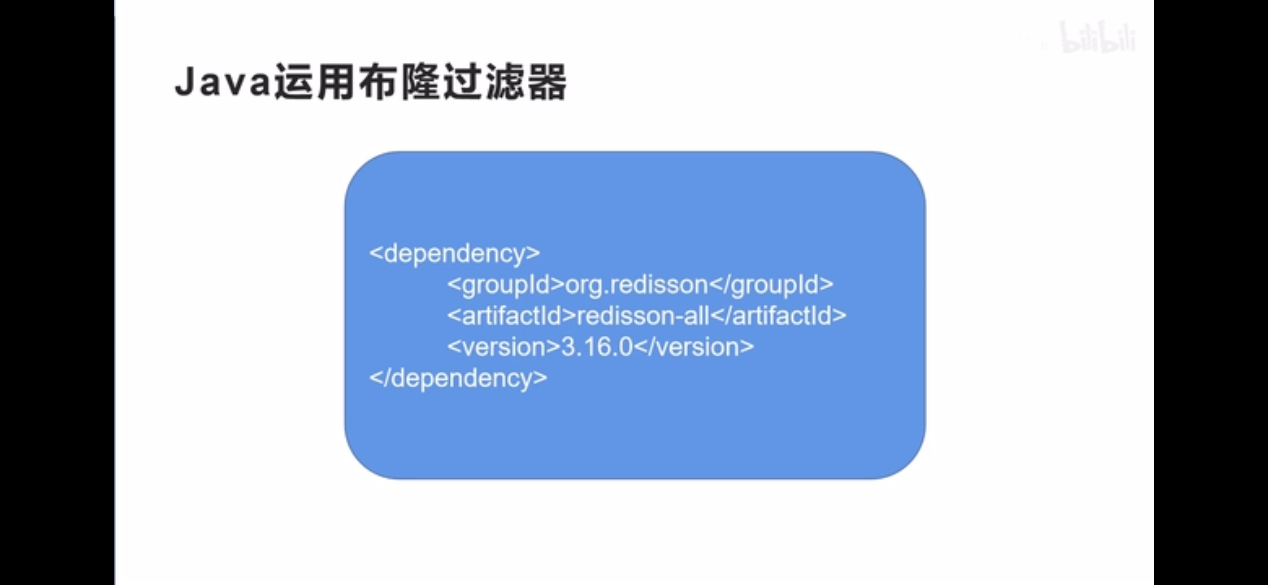 bilibili
Java运用布隆过滤器
<dependency>
<groupId>org.redisson</groupId>
<artifactId>redisson-all</artifactId>
<version>3.16.0</version>
</dependency>